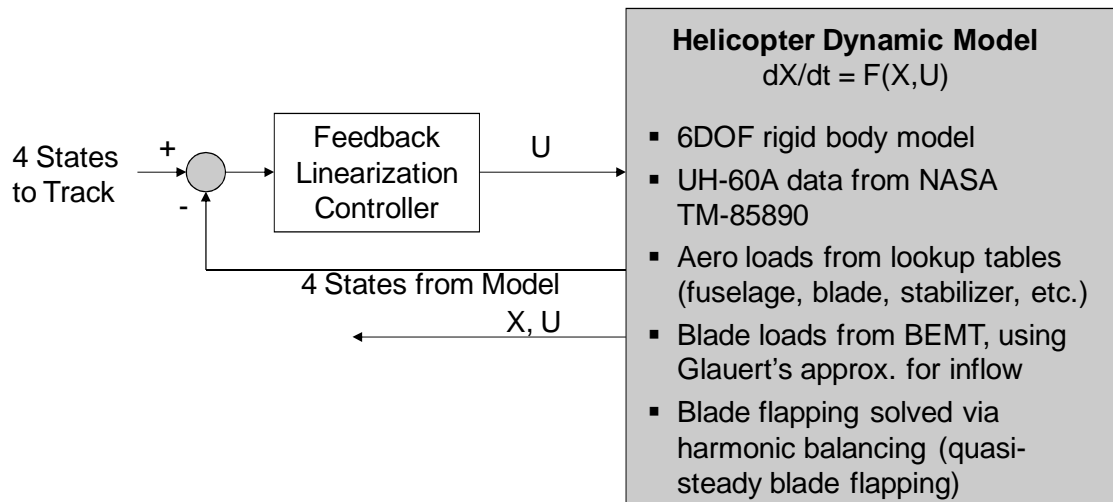 4 States
to Track
+
-
Feedback
Linearization
Controller
U
4 States from Model
X, U
Helicopter Dynamic Model
dX/dt = F(X,U)
▪ 6DOF rigid body model
▪ UH-60A data from NASA
TM-85890
▪ Aero loads from lookup tables
(fuselage, blade, stabilizer, etc.)
▪ Blade loads from BEMT, using
Glauert’s approx. for inflow
▪ Blade flapping solved via
harmonic balancing (quasi-
steady blade flapping)